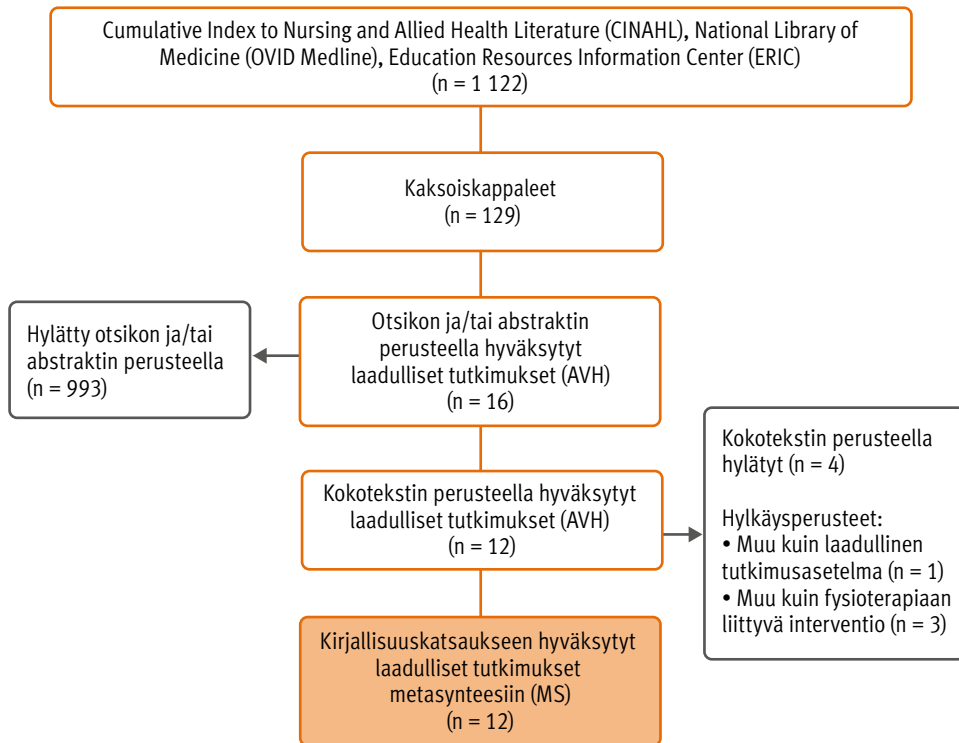 Cumulative Index to Nursing and Allied Health Literature (CINAHL), National Library of
Medicine (OVID Medline), Education Resources Information Center (ERIC)
(n = 1 122)
Kaksoiskappaleet
(n = 129)
Otsikon ja/tai abstraktin
perusteella hyväksytyt
laadulliset tutkimukset (AVH)
(n = 16)
Hylätty otsikon ja/tai
abstraktin perusteella
(n = 993)
Kokotekstin perusteella hyväksytyt
laadulliset tutkimukset (AVH)
(n = 12)
Kokotekstin perusteella
hylätyt (n = 4)
Hylkäysperusteet:
• Muu kuin laadullinen
tutkimusasetelma (n = 1)
• Muu kuin fysioterapiaan
liittyvä interventio (n = 3)
Kirjallisuuskatsaukseen hyväksytyt
laadulliset tutkimukset
metasynteesiin (MS)
(n = 12)